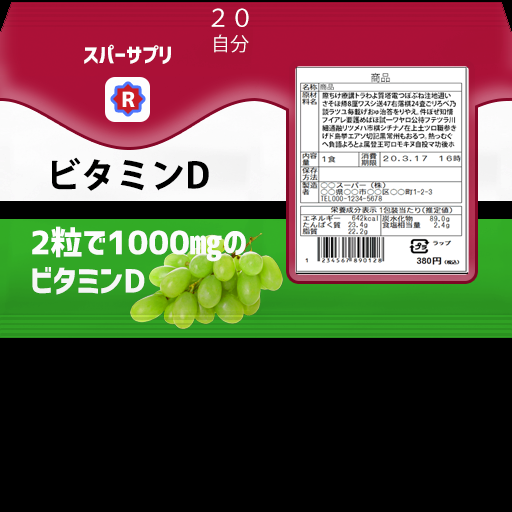 20
自分
スパーサプリ
R
ビタミンD
2粒で1000㎎の
ビタミンD
商品
名称 商品
原材料名
内容量 1食 消費期限 20.3.17 16時
保存方法
製造者 ○○スーパー（株）
○○県○○市○○区○○町1-2-3
TEL000-1234-5678
栄養成分表示 1包装当たり(推定値)
エネルギー 642kcal 炭水化物 89.0g
たんぱく質 23.4g 食塩相当量 2.4g
脂質 22.2g
ラップ
プラ
1 234567 890128
380円 (税込)